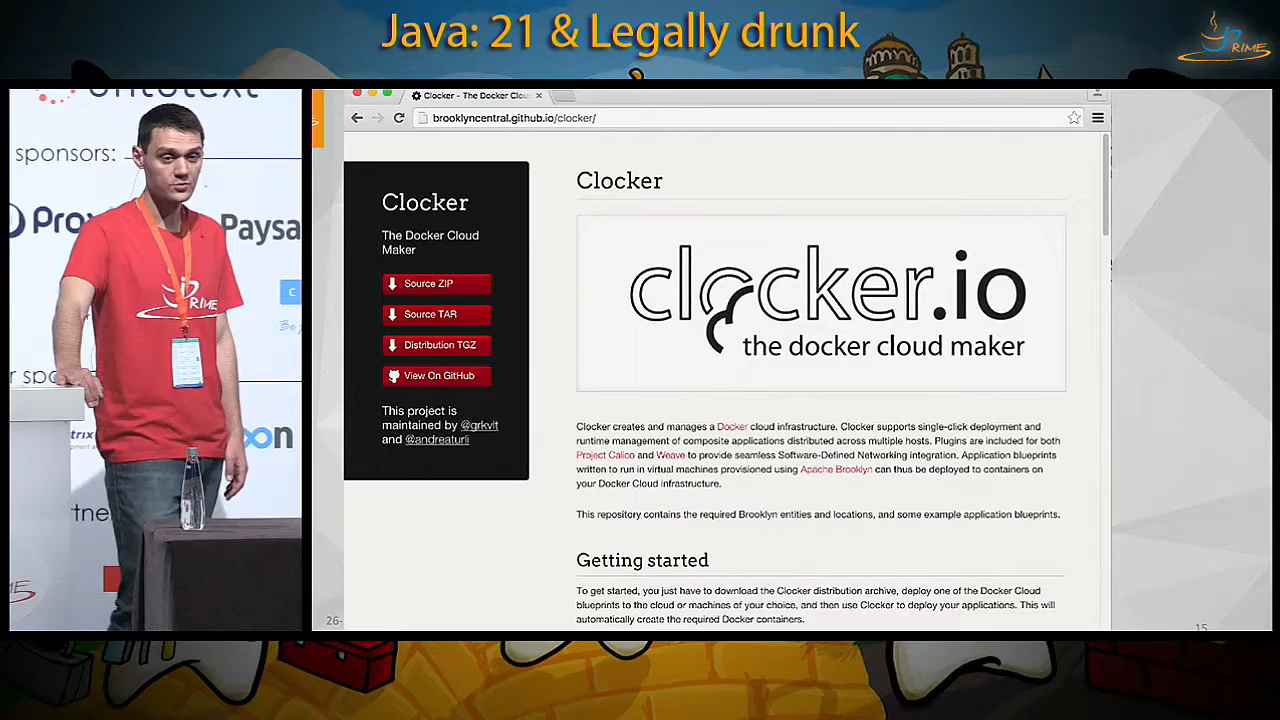 Java: 21 & Legally drunk
PRIME
ontotext
sponsors:
Paysa
PRIME
Clocker - The Docker Clou
brooklyncentral.github.io/clocker/
Clocker
The Docker Cloud
Maker
Source ZIP
Source TAR
Distribution TGZ
View On GitHub
This project is
maintained by @grkvlt
and @andreaturli
Clocker
clocker.io
the docker cloud maker
Clocker creates and manages a Docker cloud infrastructure. Clocker supports single-click deployment and
runtime management of composite applications distributed across multiple hosts. Plugins are included for both
Project Calico and Weave to provide seamless Software-Defined Networking integration. Application blueprints
written to run in virtual machines provisioned using Apache Brooklyn can thus be deployed to containers on
your Docker Cloud infrastructure.
This repository contains the required Brooklyn entities and locations, and some example application blueprints.
Getting started
To get started, you just have to download the Clocker distribution archive, deploy one of the Docker Cloud
blueprints to the cloud or machines of your choice, and then use Clocker to deploy your applications. This will
automatically create the required Docker containers.
26-
15